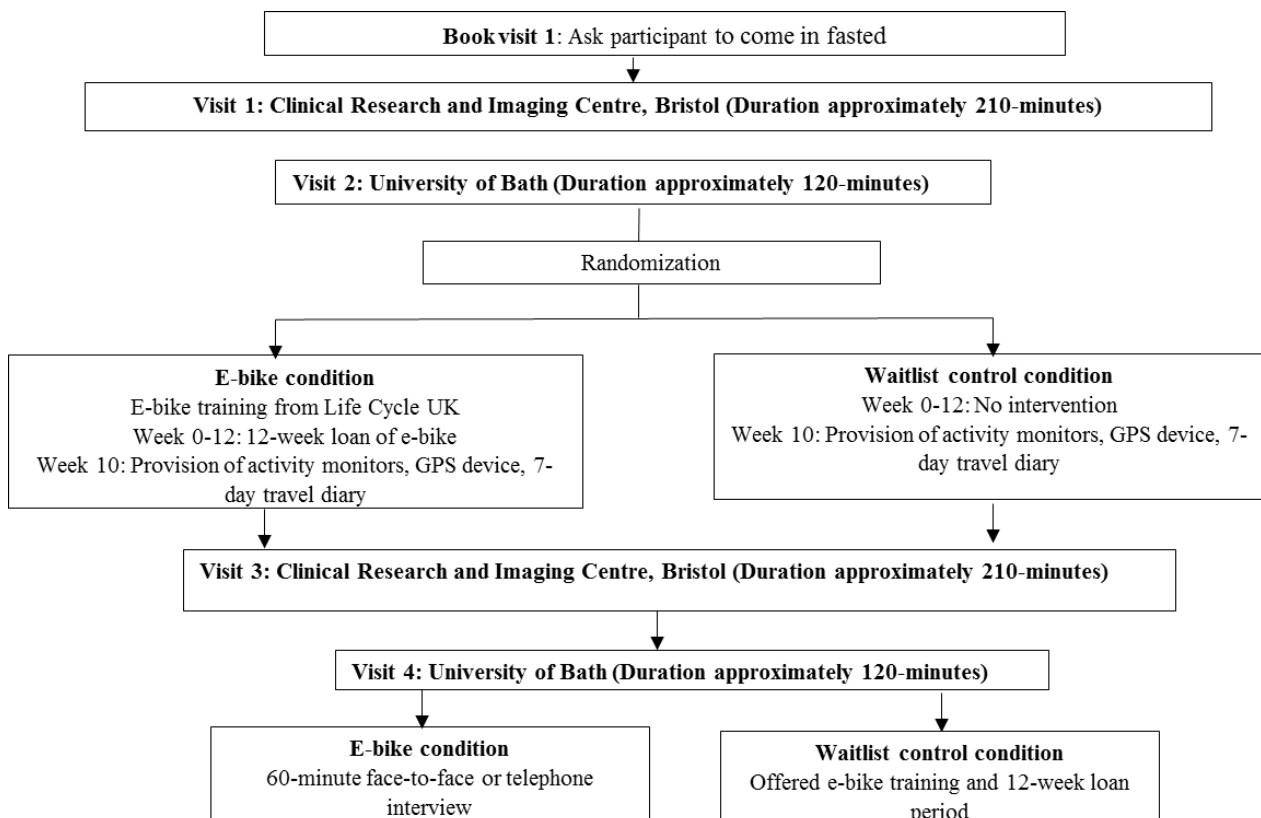 Book visit 1: Ask participant to come in fasted
Visit 1: Clinical Research and Imaging Centre, Bristol (Duration approximately 210-minutes)
Visit 2: University of Bath (Duration approximately 120-minutes)
Randomization
E-bike condition
E-bike training from Life Cycle UK
Week 0-12: 12-week loan of e-bike
Week 10: Provision of activity monitors, GPS device, 7-
day travel diary
Waitlist control condition
Week 0-12: No intervention
Week 10: Provision of activity monitors, GPS device, 7-
day travel diary
Visit 3: Clinical Research and Imaging Centre, Bristol (Duration approximately 210-minutes)
Visit 4: University of Bath (Duration approximately 120-minutes)
E-bike condition
60-minute face-to-face or telephone
interview
Waitlist control condition
Offered e-bike training and 12-week loan
period